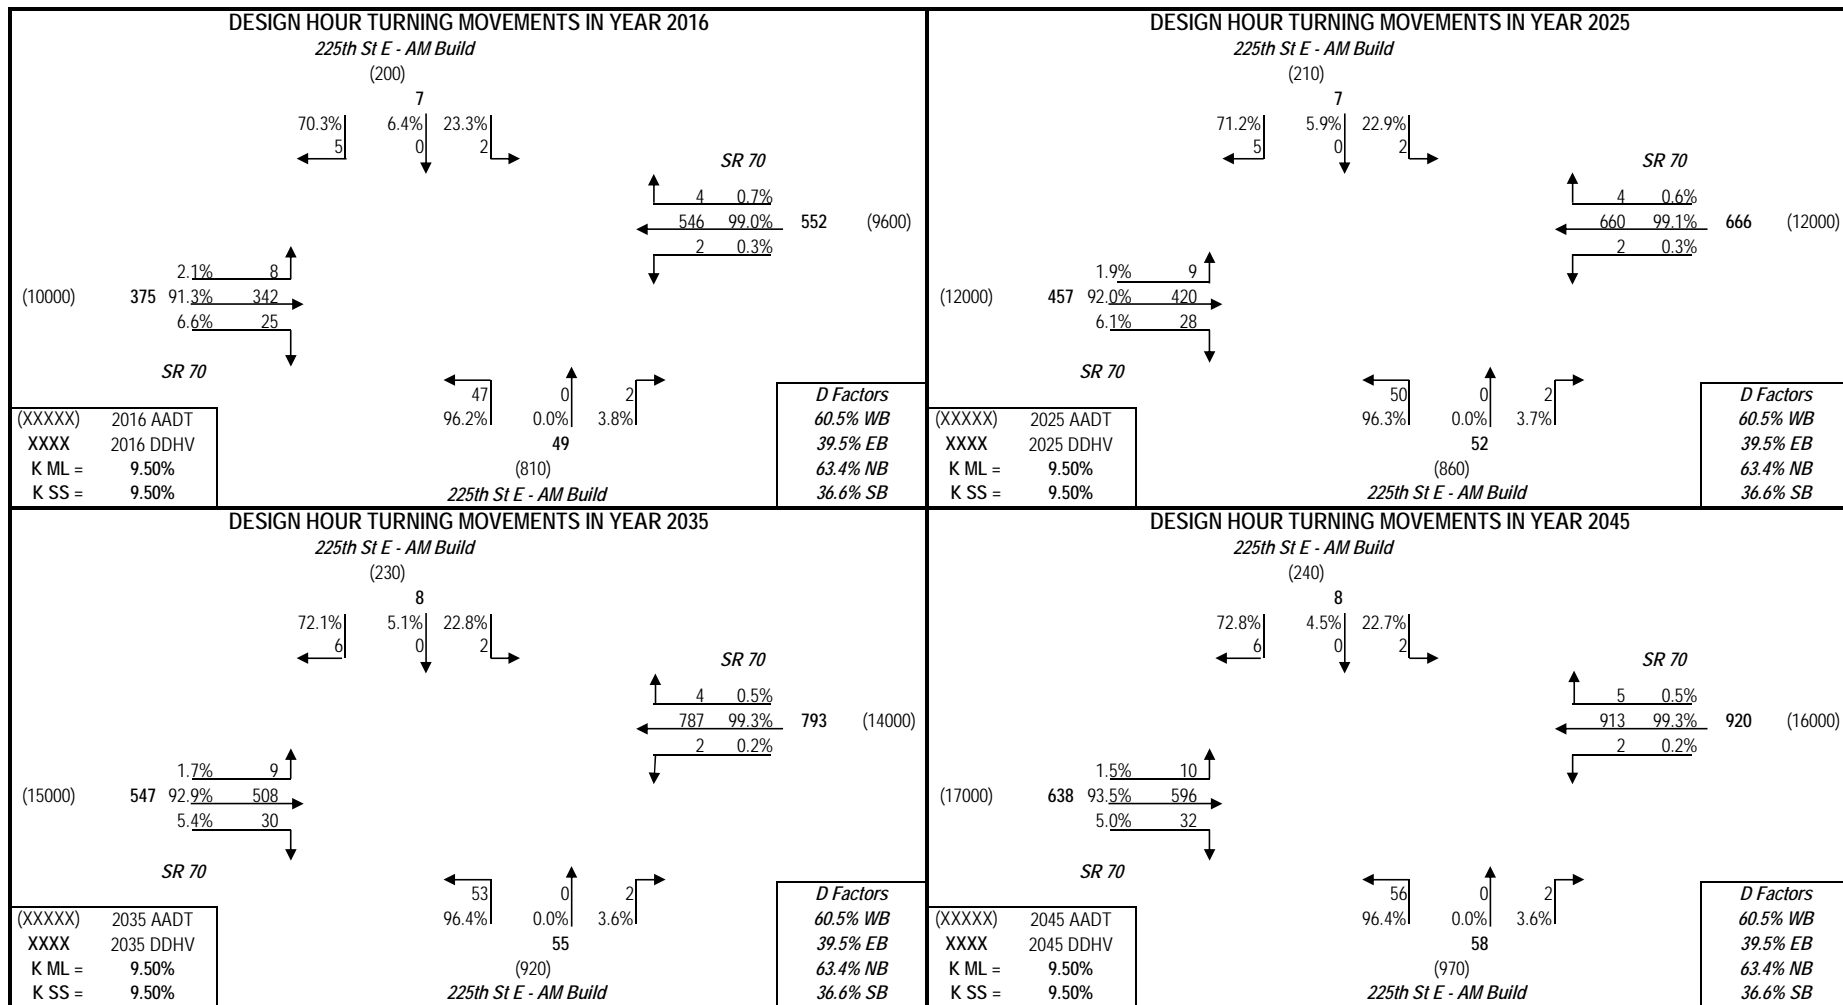 DESIGN HOUR TURNING MOVEMENTS IN YEAR 2016
225th St E - AM Build
(200)
7
70.3% 6.4% 23.3%
5 0 2
SR 70
4 0.7%
546 99.0% 552 (9600)
2 0.3%
2.1% 8
(10000) 375 91.3% 342
6.6% 25
SR 70
47 0 2
96.2% 0.0% 3.8%
49
(810)
225th St E - AM Build
(XXXXX) 2016 AADT
XXXX 2016 DDHV
K ML = 9.50%
K SS = 9.50%
D Factors
60.5% WB
39.5% EB
63.4% NB
36.6% SB
DESIGN HOUR TURNING MOVEMENTS IN YEAR 2025
225th St E - AM Build
(210)
7
71.2% 5.9% 22.9%
5 0 2
SR 70
4 0.6%
660 99.1% 666 (12000)
2 0.3%
1.9% 9
(12000) 457 92.0% 420
6.1% 28
SR 70
50 0 2
96.3% 0.0% 3.7%
52
(860)
225th St E - AM Build
(XXXXX) 2025 AADT
XXXX 2025 DDHV
K ML = 9.50%
K SS = 9.50%
D Factors
60.5% WB
39.5% EB
63.4% NB
36.6% SB
DESIGN HOUR TURNING MOVEMENTS IN YEAR 2035
225th St E - AM Build
(230)
8
72.1% 5.1% 22.8%
6 0 2
SR 70
4 0.5%
787 99.3% 793 (14000)
2 0.2%
1.7% 9
(15000) 547 92.9% 508
5.4% 30
SR 70
53 0 2
96.4% 0.0% 3.6%
55
(920)
225th St E - AM Build
(XXXXX) 2035 AADT
XXXX 2035 DDHV
K ML = 9.50%
K SS = 9.50%
D Factors
60.5% WB
39.5% EB
63.4% NB
36.6% SB
DESIGN HOUR TURNING MOVEMENTS IN YEAR 2045
225th St E - AM Build
(240)
8
72.8% 4.5% 22.7%
6 0 2
SR 70
5 0.5%
913 99.3% 920 (16000)
2 0.2%
1.5% 10
(17000) 638 93.5% 596
5.0% 32
SR 70
56 0 2
96.4% 0.0% 3.6%
58
(970)
225th St E - AM Build
(XXXXX) 2045 AADT
XXXX 2045 DDHV
K ML = 9.50%
K SS = 9.50%
D Factors
60.5% WB
39.5% EB
63.4% NB
36.6% SB